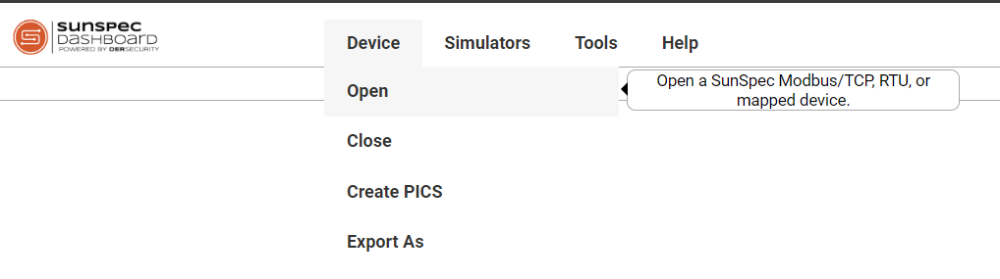 sunspec
DASHBOARD
POWERED BY DERSECURITY
Device
Simulators
Tools
Help
Open
Open a SunSpec Modbus/TCP, RTU, or
mapped device.
Close
Create PICS
Export As